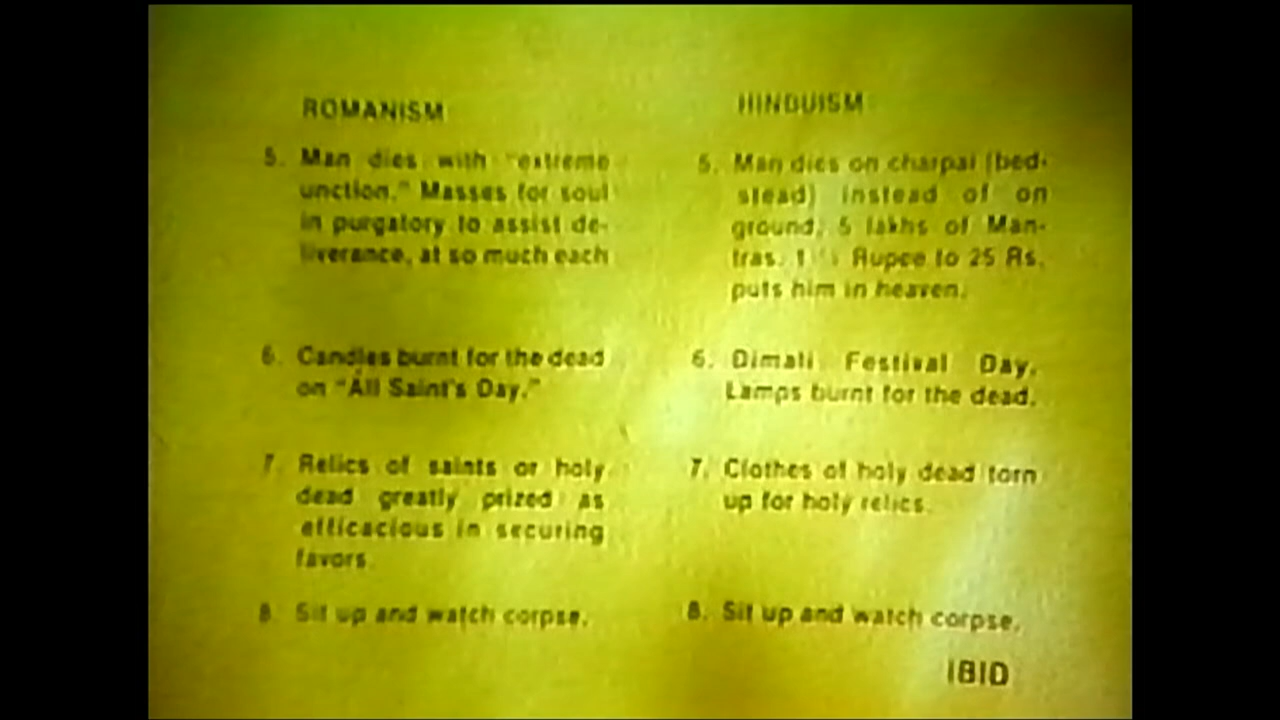 ROMANISM
5. Man dies with "extreme
unction." Masses for soul
in purgatory to assist de-
liverance, at so much each
6. Candles burnt for the dead
on "All Saint's Day."
7. Relics of saints or holy
dead greatly prized as
efficacious in securing
favors.
8. Sit up and watch corpse.
HINDUISM
5. Man dies on charpai (bed-
stead) instead of on
ground. 5 lakhs of Man-
tras. 1 Rupee to 25 Rs.
puts him in heaven.
6. Dimali Festival Day.
Lamps burnt for the dead.
7. Clothes of holy dead torn
up for holy relics.
8. Sit up and watch corpse.
IBID